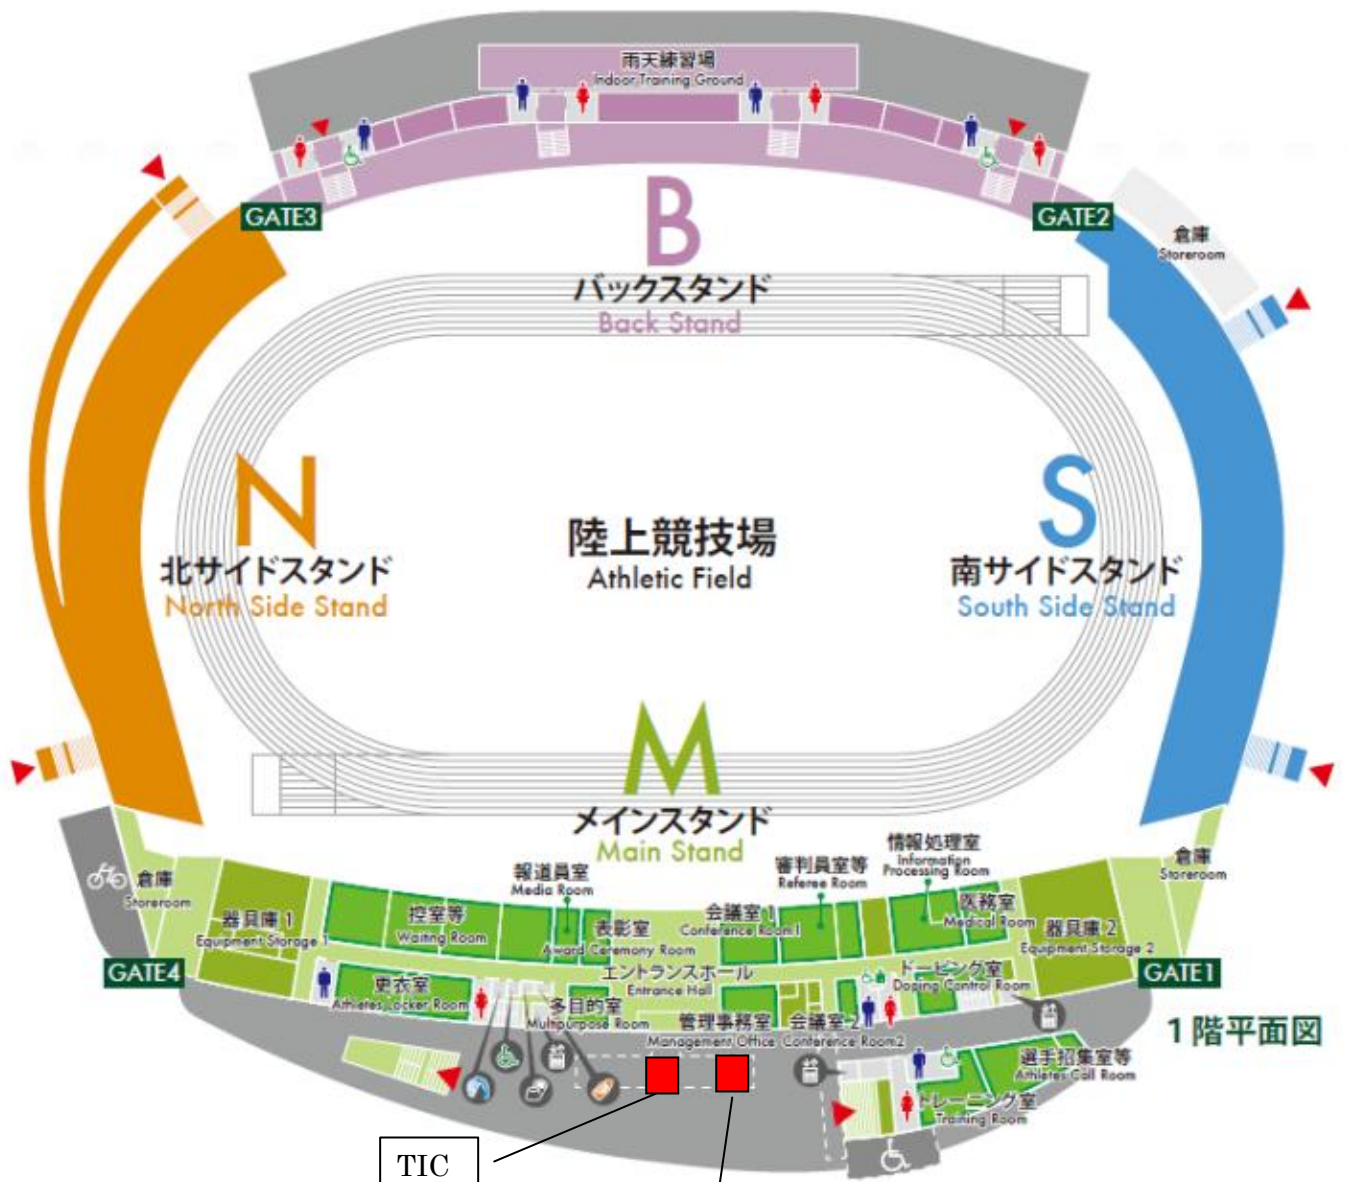 雨天練習場
Indoor Training Ground
GATE3
GATE2
B
バックスタンド
Back Stand
倉庫
Storeroom
N
北サイドスタンド
North Side Stand
陸上競技場
Athletic Field
S
南サイドスタンド
South Side Stand
M
メインスタンド
Main Stand
情報処理室
Information
Processing Room
審判員室等
Referee Room
報道員室
Media Room
倉庫
Storeroom
倉庫
Storeroom
器具庫 1
Equipment Storage 1
控室等
Waiting Room
表彰室
Award Ceremony Room
会議室 1
Conference Room1
医務室
Medical Room
器具庫 2
Equipment Storage 2
GATE4
GATE1
更衣室
Athletes Locker Room
エントランスホール
Entrance Hall
ドーピング室
Doping Control Room
多目的室
Multipurpose Room
管理事務室
Management Office
会議室 2
Conference Room2
1階平面図
選手招集室等
Athletes Call Room
トレーニング室
Training Room
TIC